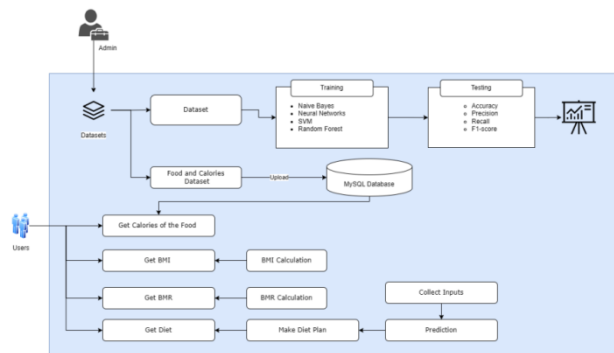 Admin
Training
Testing
Datasets
Dataset
Naive Bayes
Neural Networks
SVM
Random Forest
Accuracy
Precision
Recall
F1-score
Food and Calories
Dataset
Upload
MySQL Database
Users
Get Calories of the Food
Get BMI
BMI Calculation
Get BMR
BMR Calculation
Collect Inputs
Get Diet
Make Diet Plan
Prediction